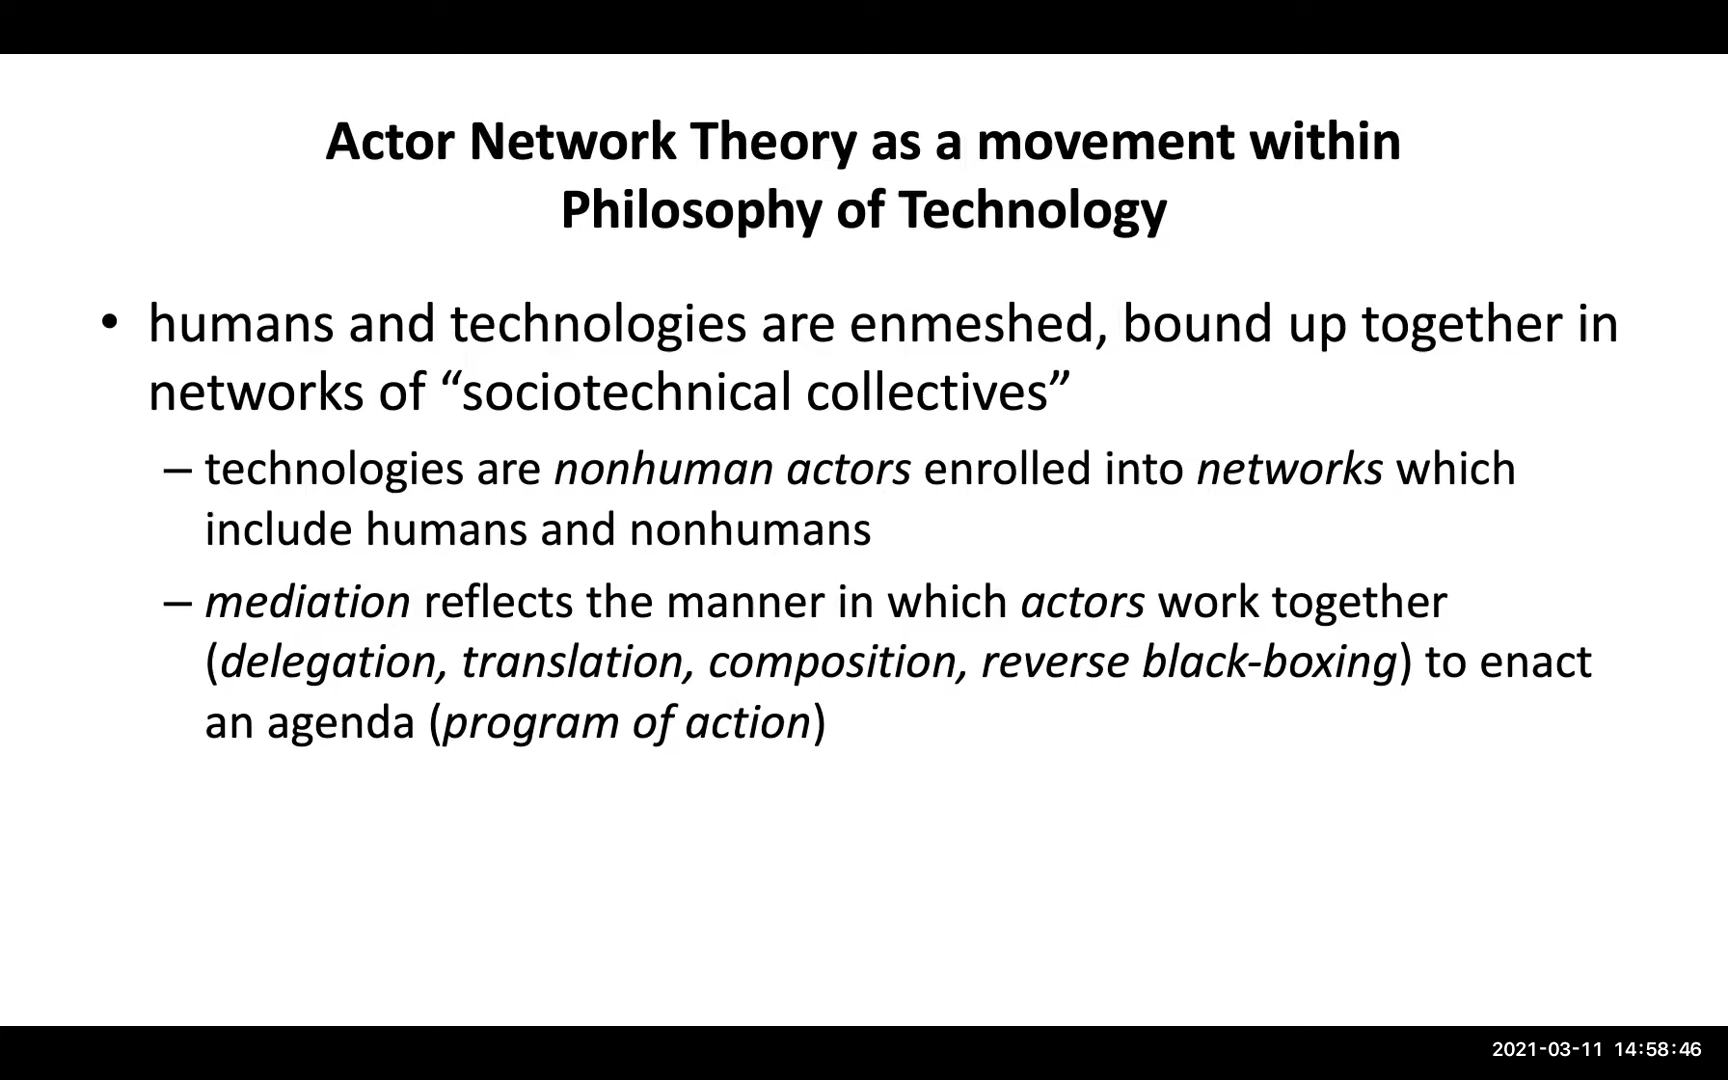 Actor Network Theory as a movement within
Philosophy of Technology
• humans and technologies are enmeshed, bound up together in
networks of “sociotechnical collectives”
– technologies are nonhuman actors enrolled into networks which
include humans and nonhumans
– mediation reflects the manner in which actors work together
(delegation, translation, composition, reverse black-boxing) to enact
an agenda (program of action)
2021-03-11 14:58:46